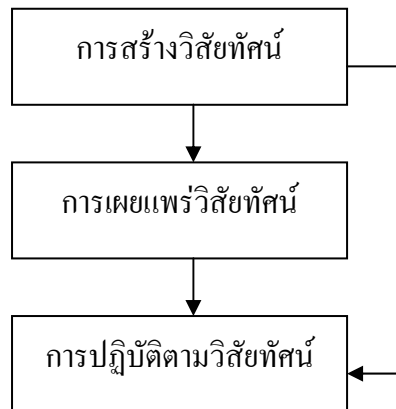 การสร้างวิสัยทัศน์
การเผยแพร่วิสัยทัศน์
การปฏิบัติตามวิสัยทัศน์